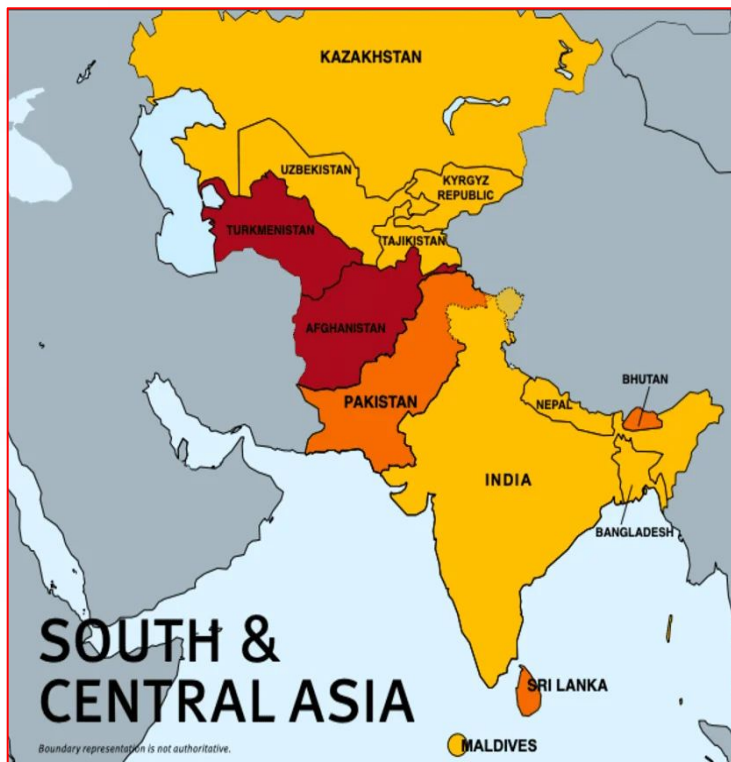 KAZAKHSTAN
UZBEKISTAN
KYRGYZ
REPUBLIC
TAJIKISTAN
TURKMENISTAN
AFGHANISTAN
PAKISTAN
NEPAL
BHUTAN
INDIA
BANGLADESH
SRI LANKA
MALDIVES
SOUTH &
CENTRAL ASIA
Boundary representation is not authoritative.